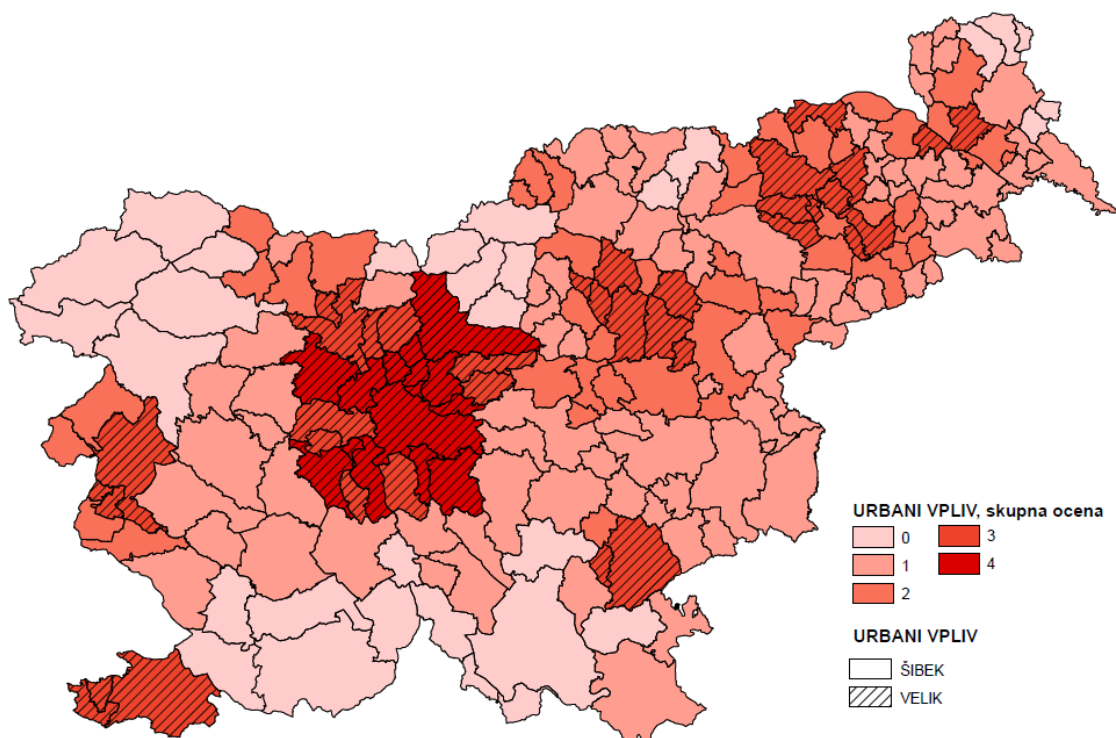 URBANI VPLIV, skupna ocena
0 3
1 4
2
URBANI VPLIV
ŠIBEK
VELIK